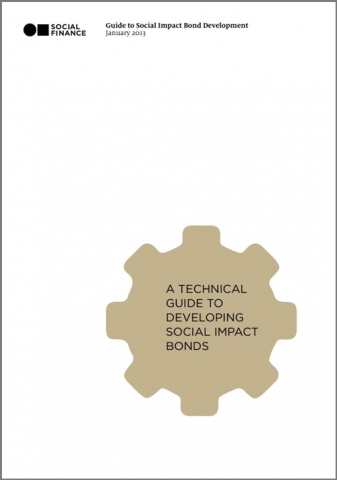 SOCIAL
FINANCE
Guide to Social Impact Bond Development
January 2013
A TECHNICAL
GUIDE TO
DEVELOPING
SOCIAL IMPACT
BONDS